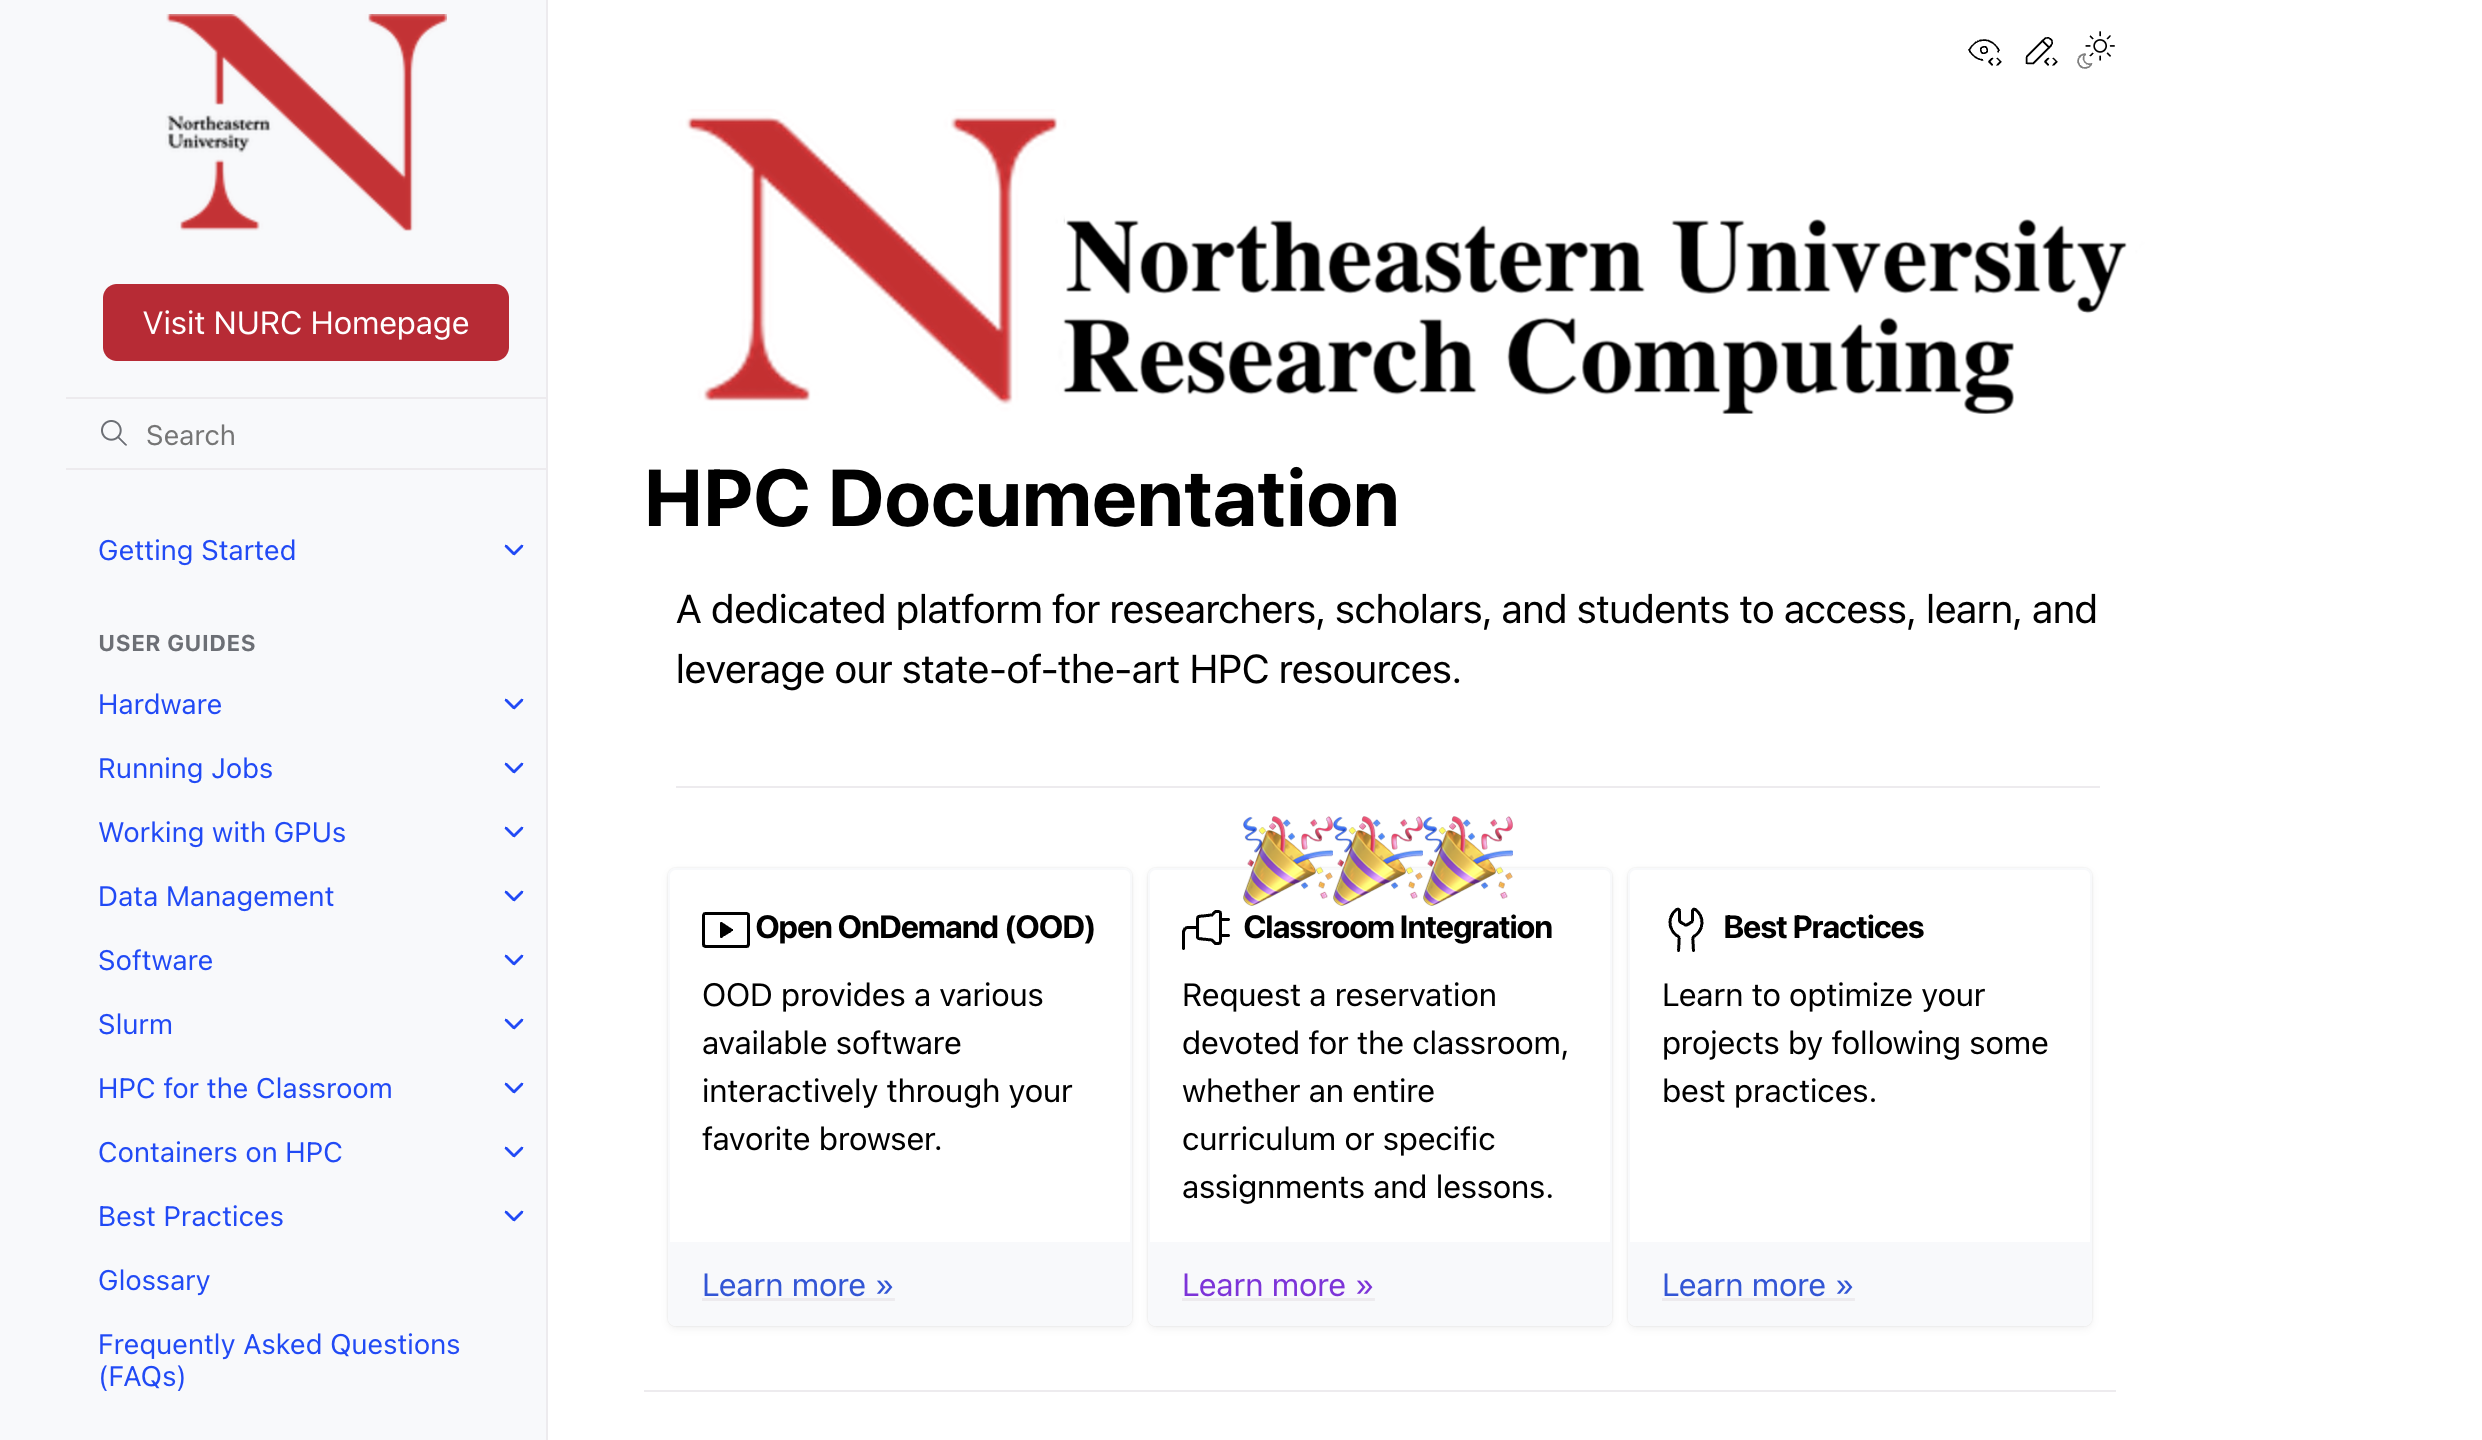 Northeastern
University
Visit NURC Homepage
Search
Getting Started
USER GUIDES
Hardware
Running Jobs
Working with GPUs
Data Management
Software
Slurm
HPC for the Classroom
Containers on HPC
Best Practices
Glossary
Frequently Asked Questions
(FAQs)
Northeastern University
Research Computing
HPC Documentation
A dedicated platform for researchers, scholars, and students to access, learn, and
leverage our state-of-the-art HPC resources.
Open OnDemand (OOD)
OOD provides a various
available software
interactively through your
favorite browser.
Learn more »
Classroom Integration
Request a reservation
devoted for the classroom,
whether an entire
curriculum or specific
assignments and lessons.
Learn more »
Best Practices
Learn to optimize your
projects by following some
best practices.
Learn more »